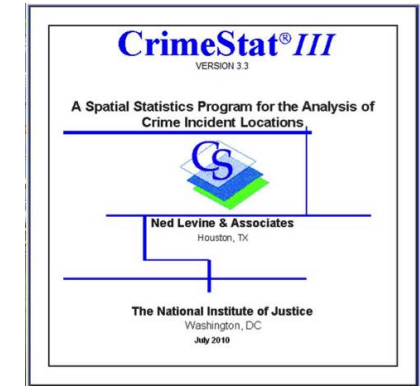 CrimeStat® III
VERSION 3.3
A Spatial Statistics Program for the Analysis of
Crime Incident Locations
CS
Ned Levine & Associates
Houston, TX
The National Institute of Justice
Washington, DC
July 2010